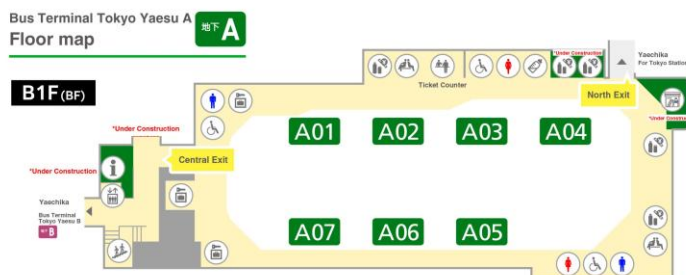 Bus Terminal Tokyo Yaesu A
Floor map
地下 A
B1F (BF)
*Under Construction
Yaechika
For Tokyo Station
Ticket Counter
North Exit
*Under Construction
*Under Construction
Central Exit
*Under Construction
A01 A02 A03 A04
Yaechika
Bus Terminal
Tokyo Yaesu B
地下 B
A07 A06 A05